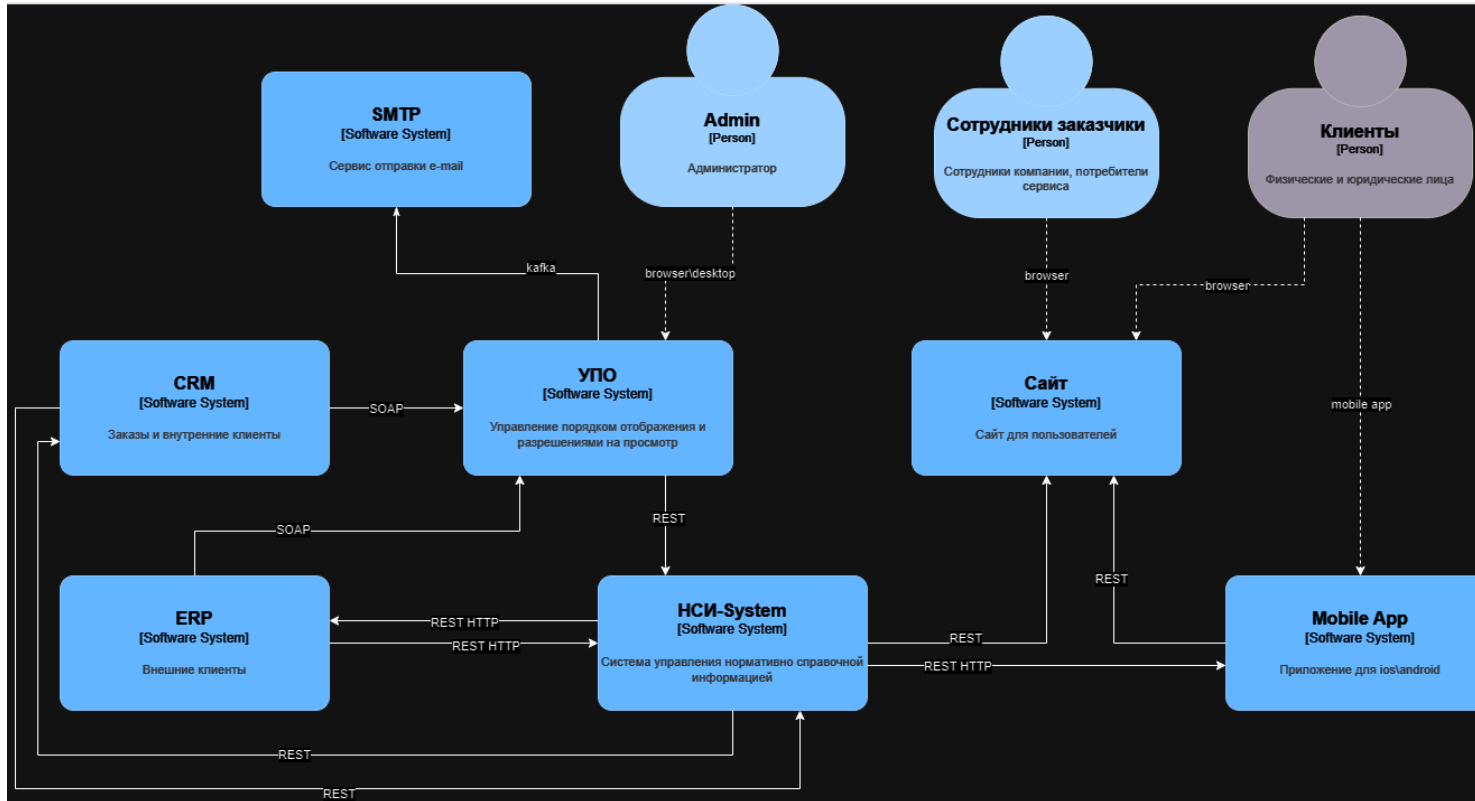 SMTP
[Software System]
Сервис отправки e-mail
Admin
[Person]
Администратор
Сотрудники заказчики
[Person]
Сотрудники компании, потребители
сервиса
Клиенты
[Person]
Физические и юридические лица
kafka
browser\desktop
browser
browser
CRM
[Software System]
Заказы и внутренние клиенты
SOAP
УПО
[Software System]
Управление порядком отображения и
разрешениями на просмотр
Сайт
[Software System]
Сайт для пользователей
mobile app
SOAP
REST
REST
ERP
[Software System]
Внешние клиенты
REST HTTP
REST HTTP
НСИ-System
[Software System]
Система управления нормативно справочной
информацией
REST
REST HTTP
Mobile App
[Software System]
Приложение для ios\android
REST
REST